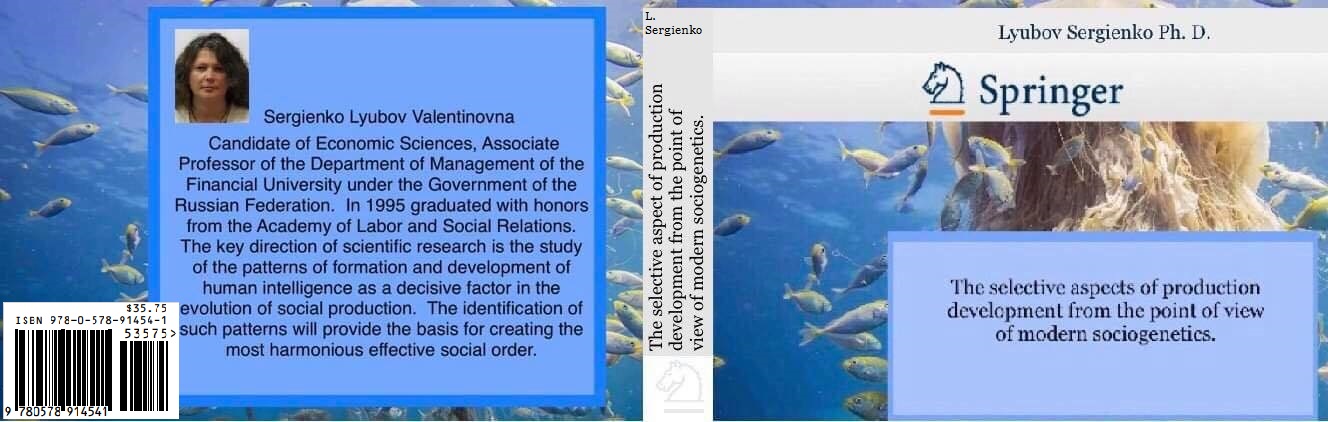 Sergienko Lyubov Valentinovna
Candidate of Economic Sciences, Associate
Professor of the Department of Management of the
Financial University under the Government of the
Russian Federation. In 1995 graduated with honors
from the Academy of Labor and Social Relations.
The key direction of scientific research is the study
of the patterns of formation and development of
human intelligence as a decisive factor in the
evolution of social production. The identification of
such patterns will provide the basis for creating the
most harmonious effective social order.
$35.75
ISBN 978-0-578-91454-1
53575>
9 780578 914541
L.
Sergienko
The selective aspect of production
development from the point of
view of modern sociogenetics.
Lyubov Sergienko Ph. D.
Springer
The selective aspects of production
development from the point of view
of modern sociogenetics.